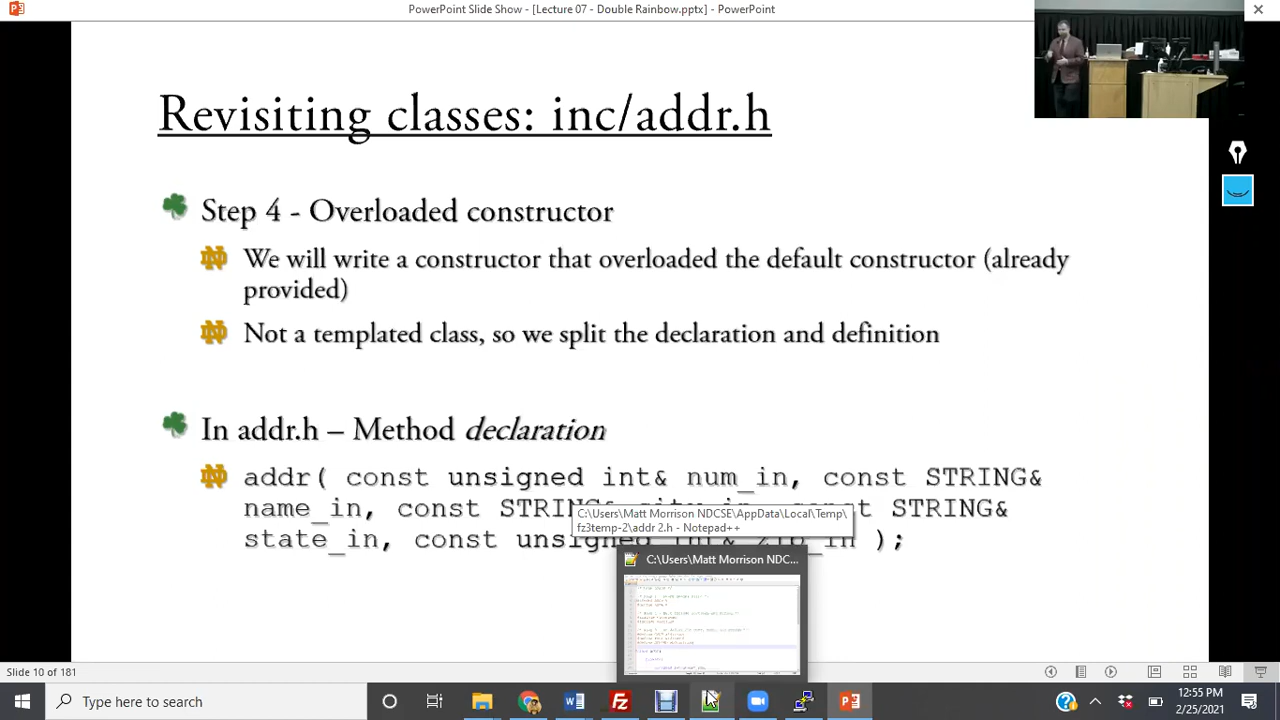 PowerPoint Slide Show - [Lecture 07 - Double Rainbow.pptx] - PowerPoint
Revisiting classes: inc/addr.h
Step 4 - Overloaded constructor
We will write a constructor that overloaded the default constructor (already
provided)
Not a templated class, so we split the declaration and definition
In addr.h – Method declaration
addr( const unsigned int& num_in, const STRING&
name_in, const STRING& city_in, const STRING&
state_in, const unsigned int& zip_in );
C:\Users\Matt Morrison NDCSE\AppData\Local\Temp\
fz3temp-2\addr 2.h - Notepad++
C:\Users\Matt Morrison NDC...
Slide 10 of 181
Type here to search
12:55 PM
2/25/2021